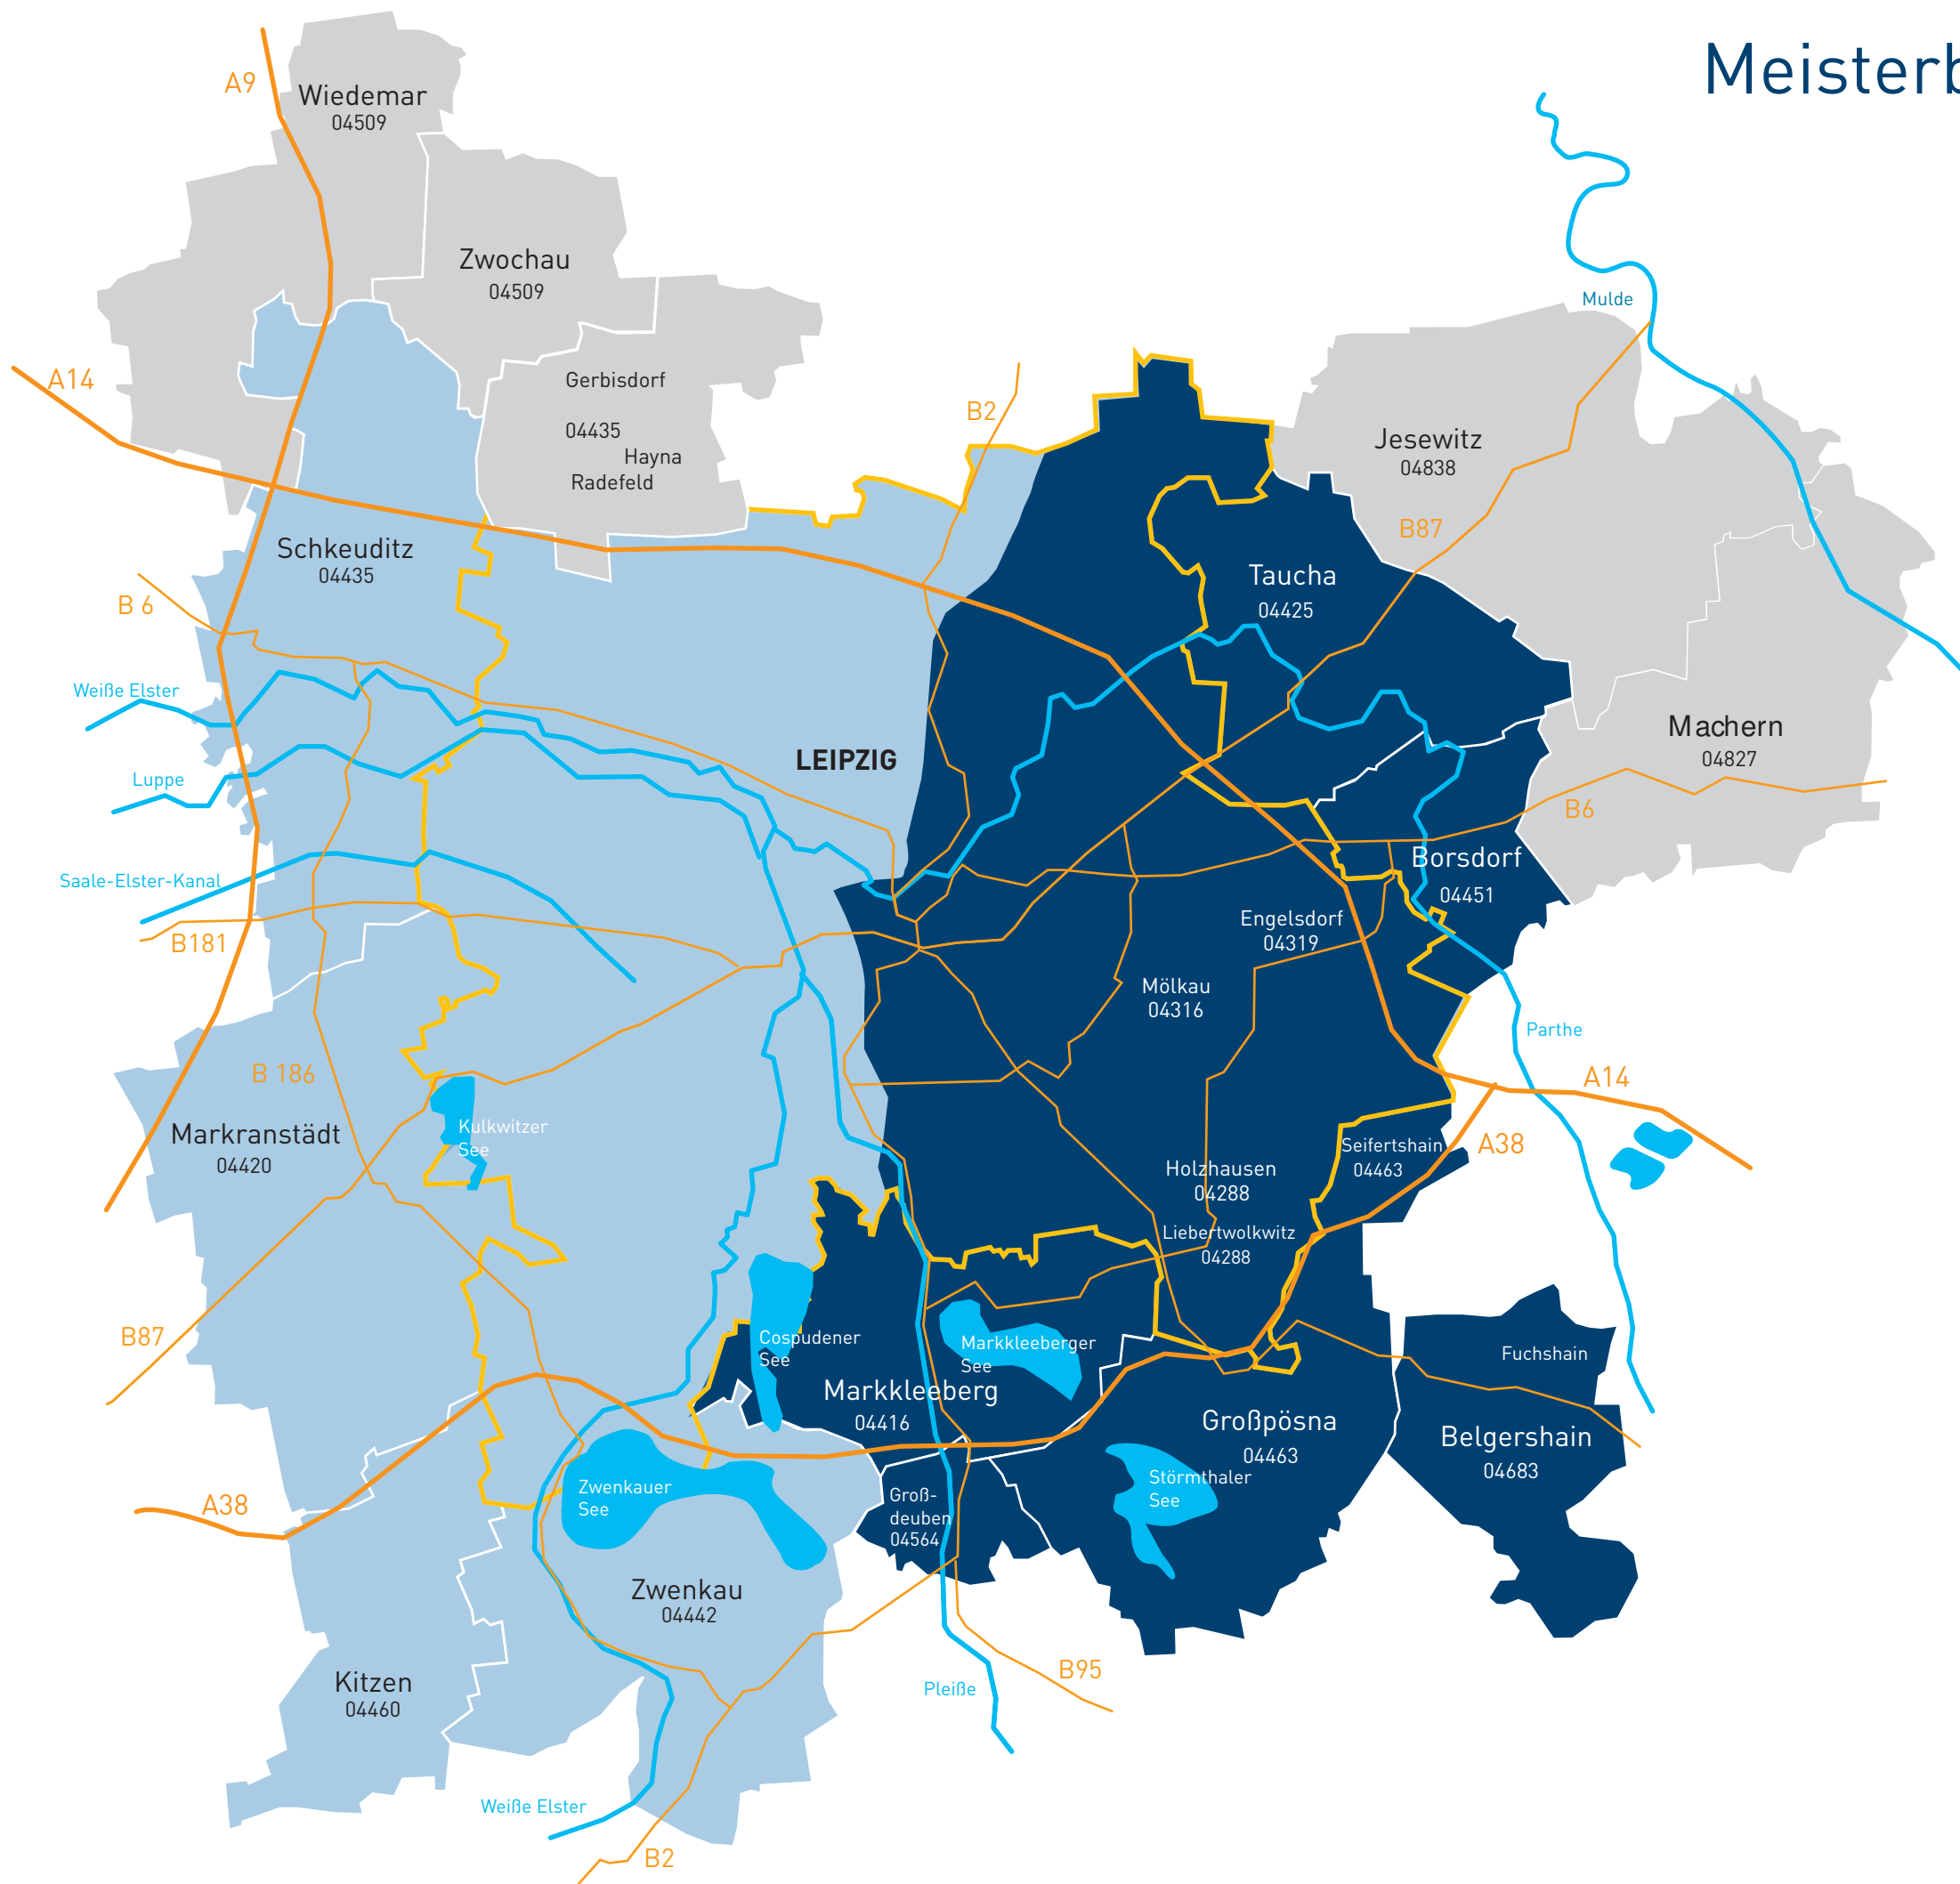 Meisterb
A9
Wiedemar
04509
Zwochau
04509
Mulde
A14
Gerbisdorf
04435
Hayna
Radefeld
B2
Jesewitz
04838
B87
Schkeuditz
04435
Taucha
04425
B 6
Weiße Elster
Machern
04827
LEIPZIG
Luppe
B6
Borsdorf
04451
Saale-Elster-Kanal
Engelsdorf
04319
B181
Mölkau
04316
Parthe
B 186
A14
Kulkwitzer
See
Markranstädt
04420
Seifertshain
04463
A38
Holzhausen
04288
Liebertwolkwitz
04288
B87
Cospudener
See
Markkleeberger
See
Fuchshain
Markkleeberg
04416
Großpösna
04463
Belgershain
04683
Störmthaler
See
Zwenkauer
See
Groß-
deuben
04564
A38
Zwenkau
04442
Kitzen
04460
B95
Pleiße
Weiße Elster
B2